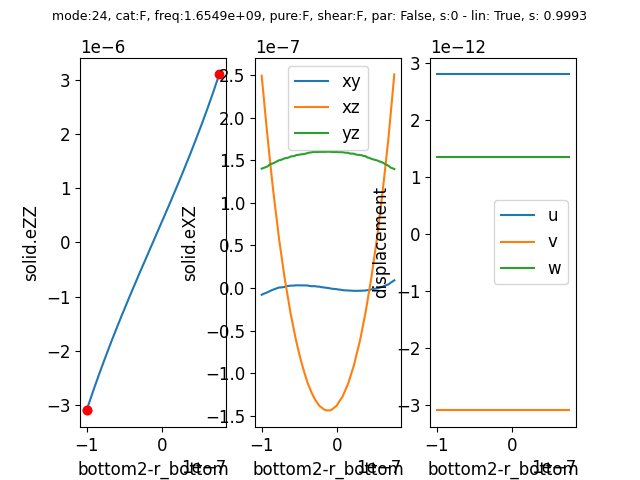 mode:24, cat:F, freq:1.6549e+09, pure:F, shear:F, par: False, s:0 - lin: True, s: 0.9993
1e−6
1e−7
1e−12
3
2
1
0
−1
−2
−3
solid.eZZ
−1
0
1e−7
bottom2-r_bottom
2.5
2.0
1.5
1.0
0.5
0.0
−0.5
−1.0
−1.5
solid.eXZ
xy
xz
yz
−1
0
1e−7
bottom2-r_bottom
3
2
1
0
−1
−2
−3
displacement
u
v
w
−1
0
1e−7
bottom2-r_bottom